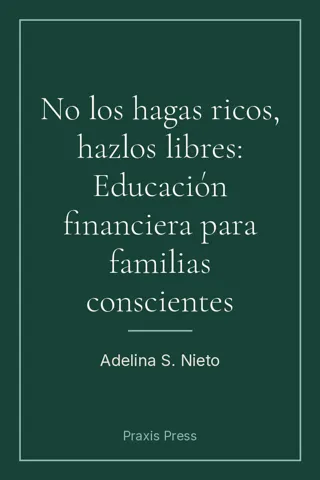 No los hagas ricos,
hazlos libres:
Educación
financiera para
familias
conscientes
Adelina S. Nieto
Praxis Press